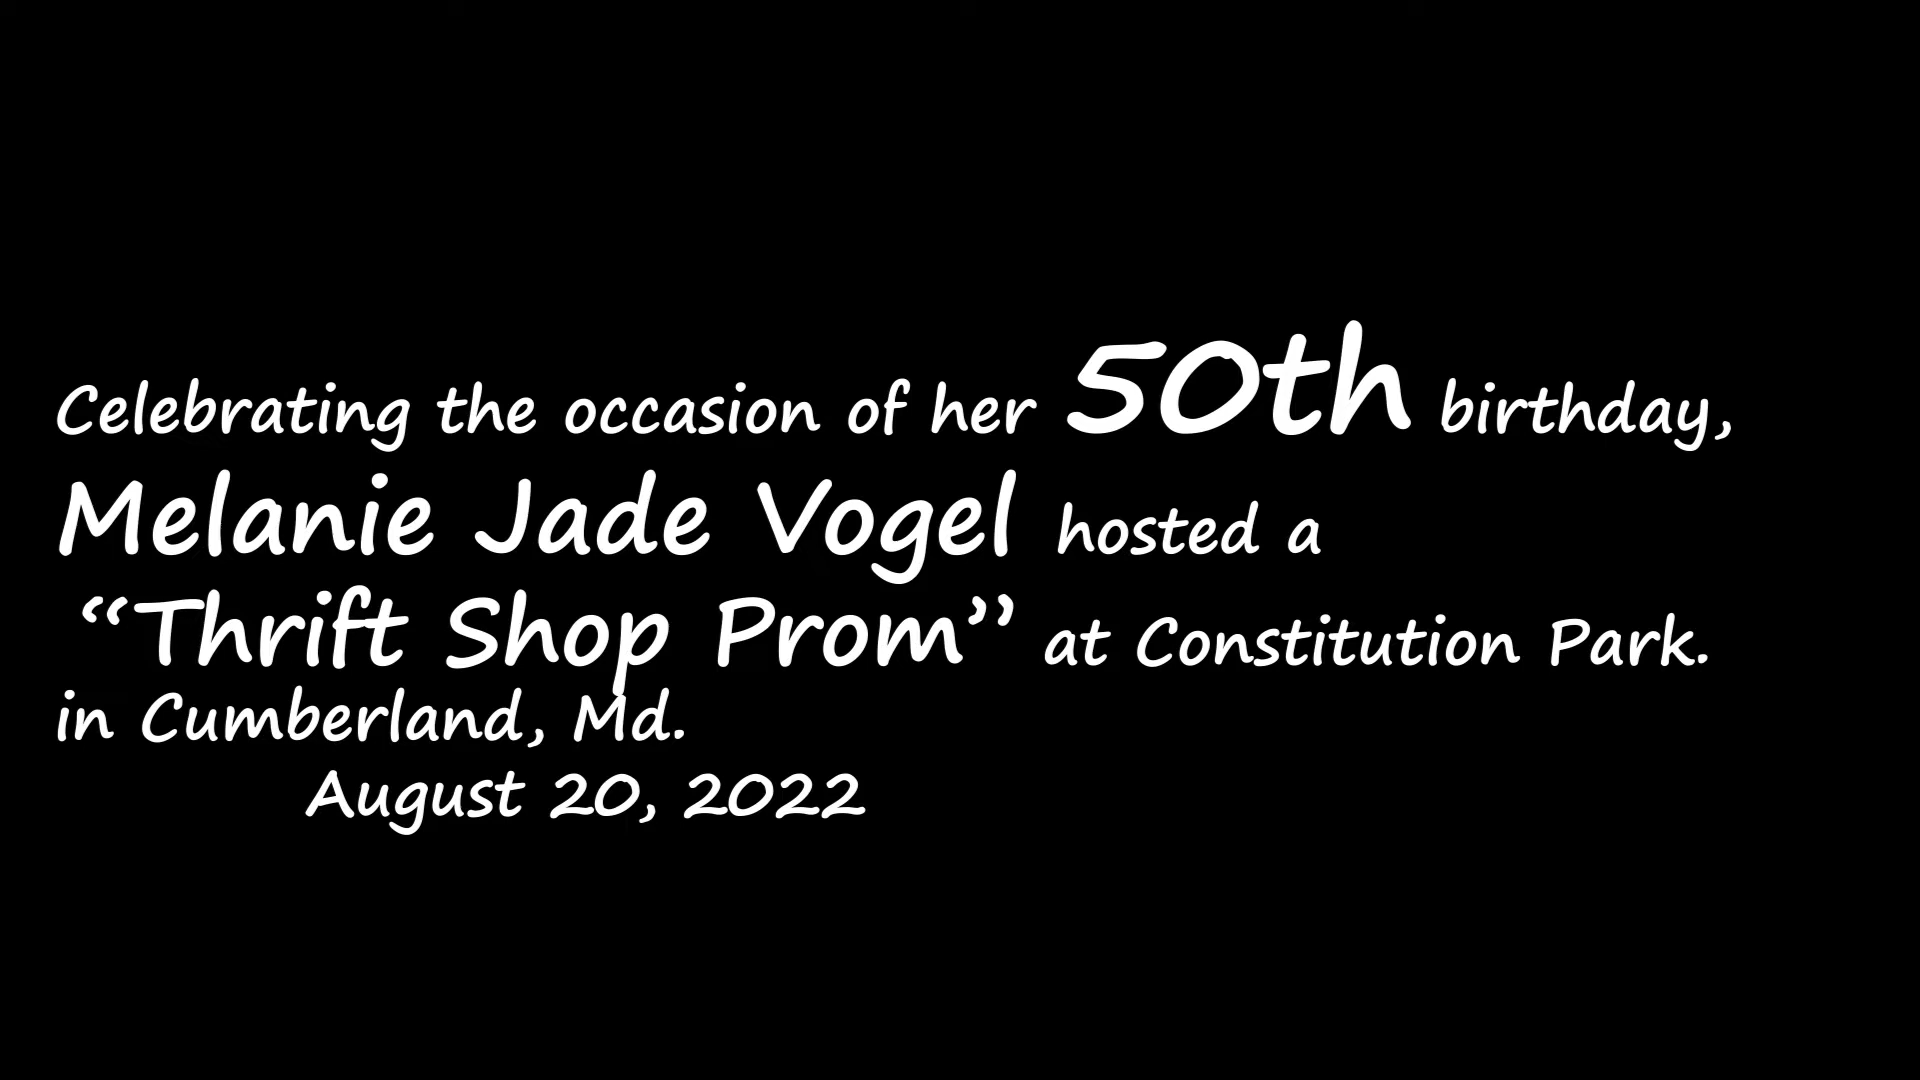 Celebrating the occasion of her 50th birthday,
Melanie Jade Vogel hosted a
“Thrift Shop Prom” at Constitution Park.
in Cumberland, Md.
August 20, 2022